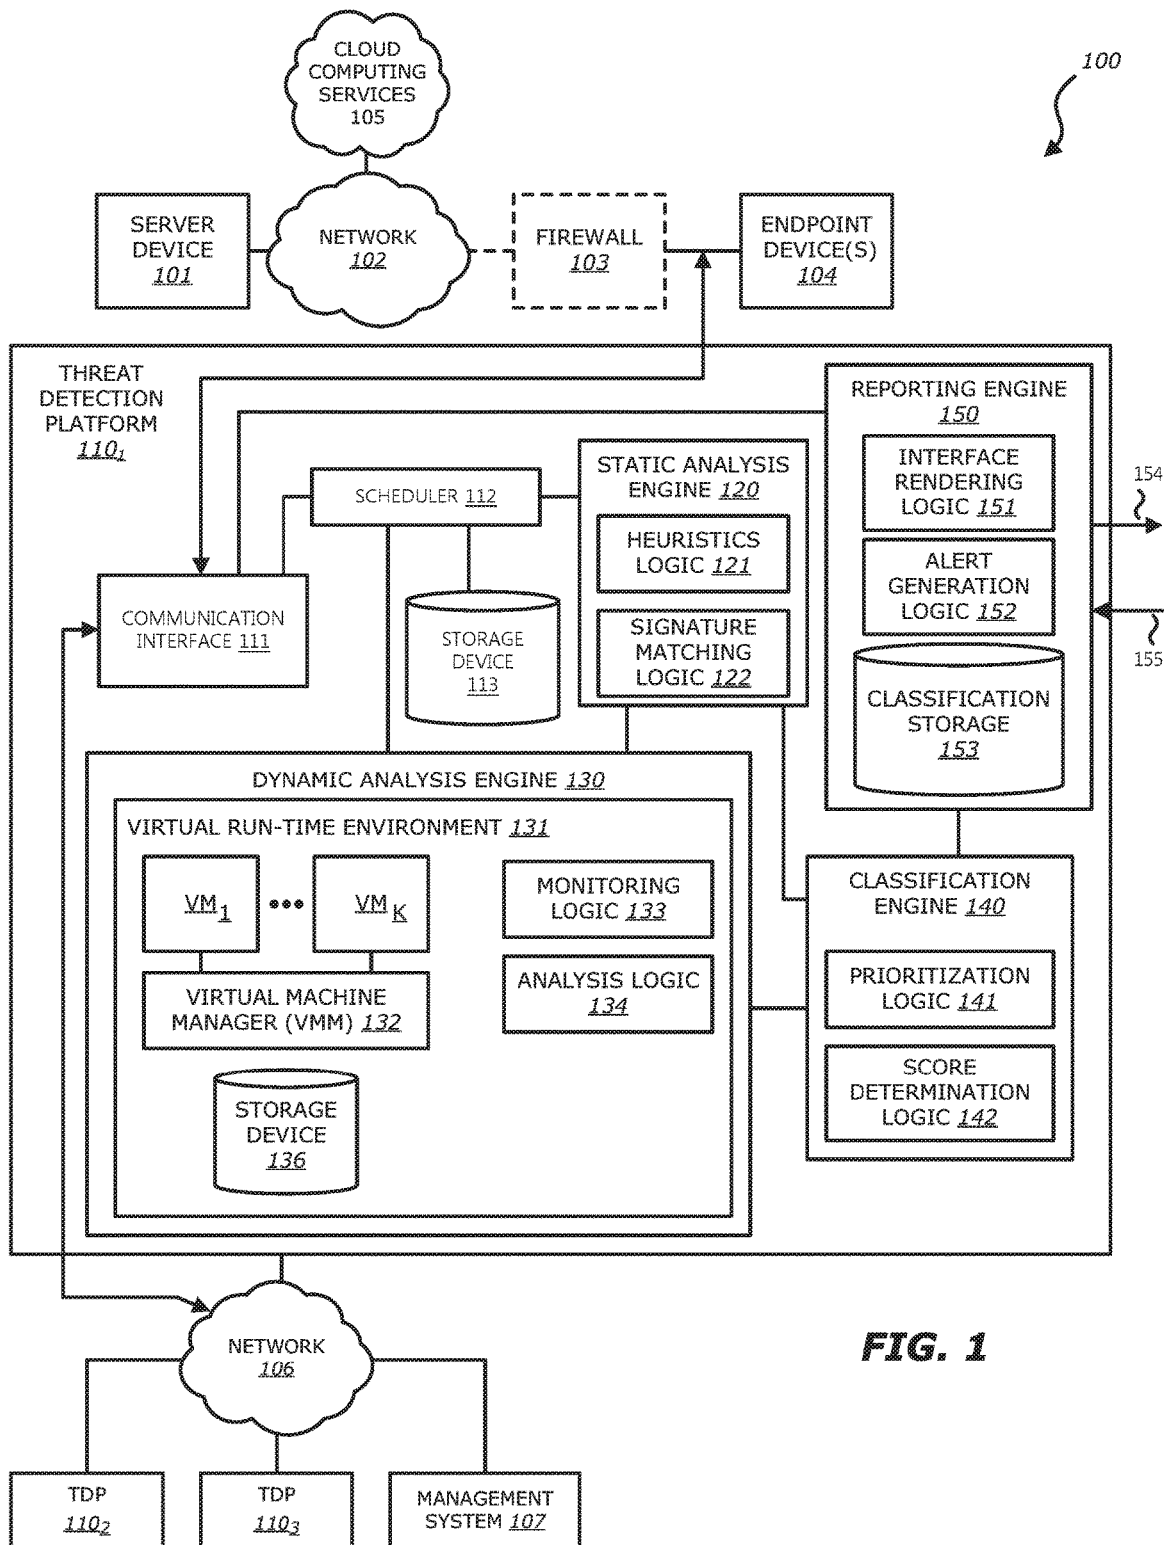 CLOUD
COMPUTING
SERVICES
105
100
SERVER
DEVICE
101
NETWORK
102
FIREWALL
103
ENDPOINT
DEVICE(S)
104
THREAT
DETECTION
PLATFORM
110₁
REPORTING ENGINE
150
INTERFACE
RENDERING
LOGIC 151
ALERT
GENERATION
LOGIC 152
CLASSIFICATION
STORAGE
153
154
155
SCHEDULER 112
STATIC ANALYSIS
ENGINE 120
HEURISTICS
LOGIC 121
SIGNATURE
MATCHING
LOGIC 122
COMMUNICATION
INTERFACE 111
STORAGE
DEVICE
113
DYNAMIC ANALYSIS ENGINE 130
VIRTUAL RUN-TIME ENVIRONMENT 131
VM₁ ••• VM K
MONITORING
LOGIC 133
VIRTUAL MACHINE
MANAGER (VMM) 132
ANALYSIS LOGIC
134
STORAGE
DEVICE
136
CLASSIFICATION
ENGINE 140
PRIORITIZATION
LOGIC 141
SCORE
DETERMINATION
LOGIC 142
NETWORK
106
FIG. 1
TDP
110₂
TDP
110₃
MANAGEMENT
SYSTEM 107